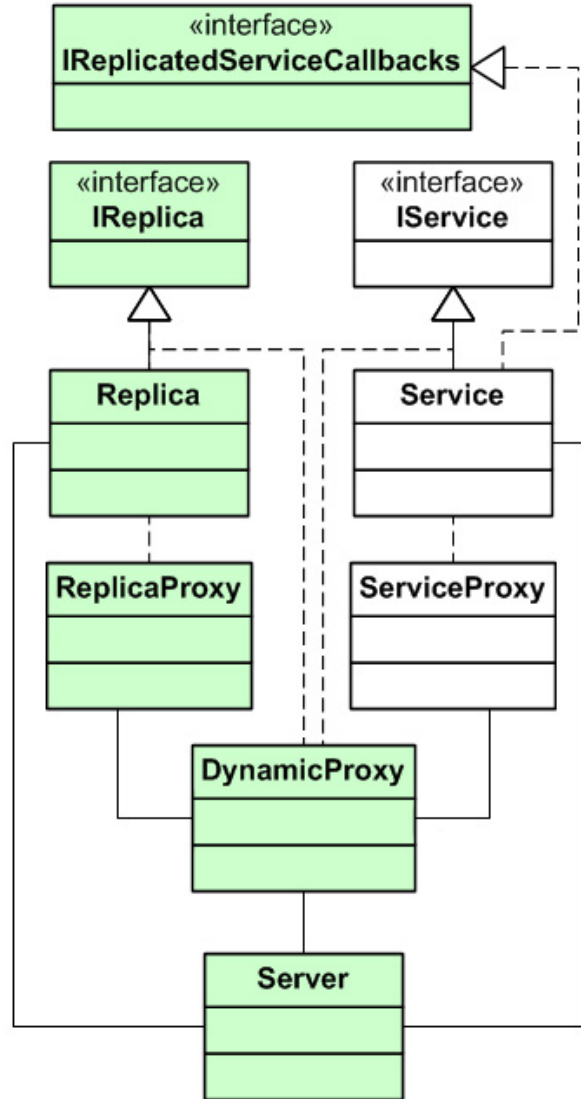 «interface»
IReplicatedServiceCallbacks
«interface»
IReplica
«interface»
IService
Replica
Service
ReplicaProxy
ServiceProxy
DynamicProxy
Server